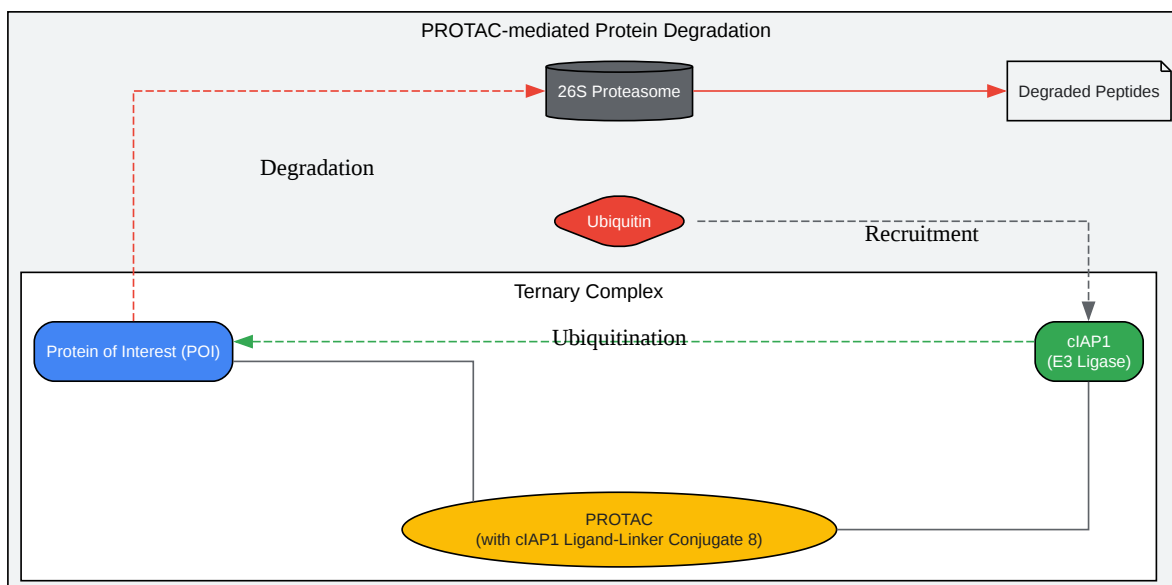 PROTAC-mediated Protein Degradation
26S Proteasome
Degraded Peptides
Degradation
Ubiquitin
Recruitment
Ternary Complex
Ubiquitination
Protein of Interest (POI)
cIAP1
(E3 Ligase)
PROTAC
(with cIAP1 Ligand-Linker Conjugate 8)